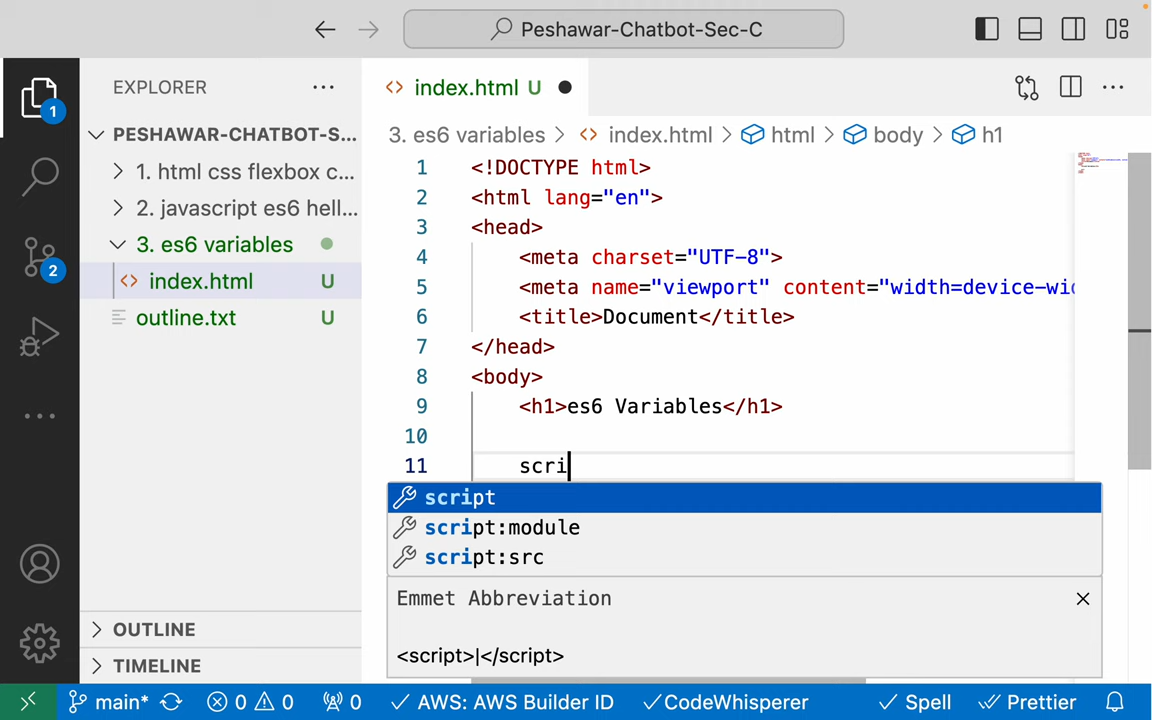 Peshawar-Chatbot-Sec-C
EXPLORER
PESHAWAR-CHATBOT-S...
1. html css flexbox c...
2. javascript es6 hell...
3. es6 variables
index.html U
outline.txt U
OUTLINE
TIMELINE
1
2
index.html U
3. es6 variables > index.html > html > body > h1
1 <!DOCTYPE html>
2 <html lang="en">
3 <head>
4 <meta charset="UTF-8">
5 <meta name="viewport" content="width=device-wid
6 <title>Document</title>
7 </head>
8 <body>
9 <h1>es6 Variables</h1>
10
11 scri
script
script:module
script:src
Emmet Abbreviation
<script>|</script>
main* 0 0 0 AWS: AWS Builder ID CodeWhisperer Spell Prettier